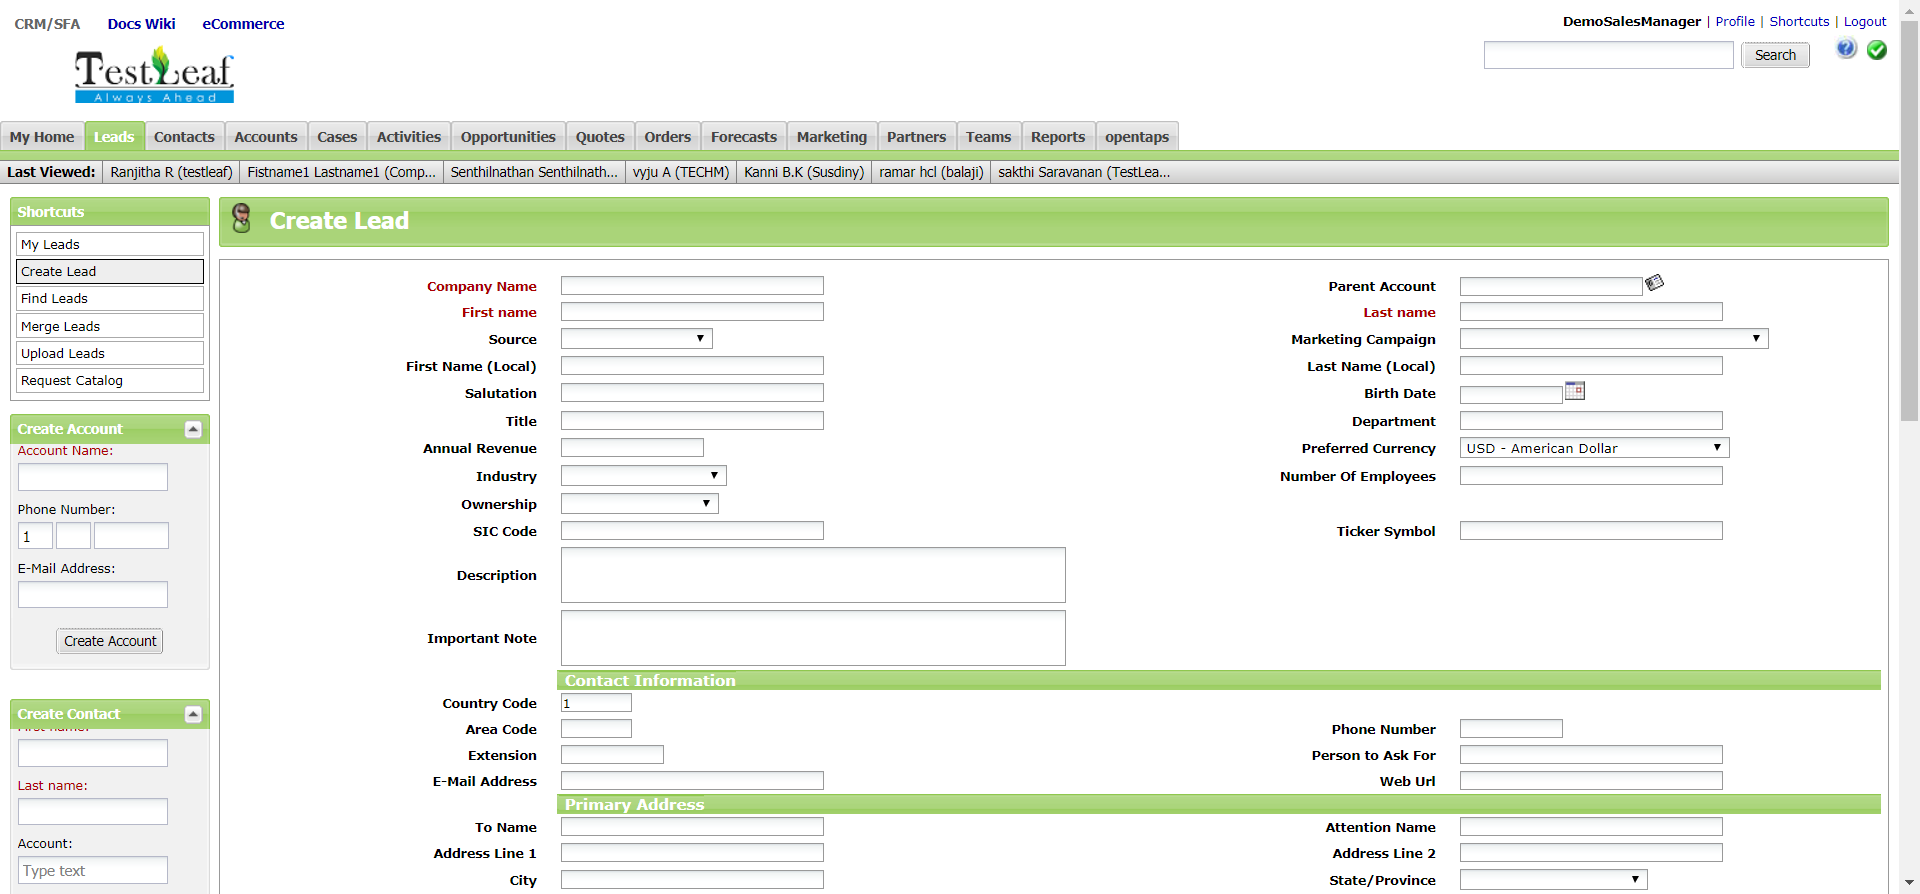 CRM/SFA Docs Wiki eCommerce
DemoSalesManager | Profile | Shortcuts | Logout
Search
TestLeaf
Always Ahead
My Home Leads Contacts Accounts Cases Activities Opportunities Quotes Orders Forecasts Marketing Partners Teams Reports opentaps
Last Viewed: Ranjitha R (testleaf) Fistname1 Lastname1 (Comp... Senthilnathan Senthilnath... vyju A (TECHM) Kanni B.K (Susdiny) ramar hcl (balaji) sakthi Saravanan (TestLea...
Shortcuts
My Leads
Create Lead
Find Leads
Merge Leads
Upload Leads
Request Catalog
Create Account
Account Name:
Phone Number:
1
E-Mail Address:
Create Account
Create Contact
First name:
Last name:
Account:
Type text
Create Lead
Company Name Parent Account
First name Last name
Source Marketing Campaign
First Name (Local) Last Name (Local)
Salutation Birth Date
Title Department
Annual Revenue Preferred Currency USD - American Dollar
Industry Number Of Employees
Ownership
SIC Code Ticker Symbol
Description
Important Note
Contact Information
Country Code 1
Area Code Phone Number
Extension Person to Ask For
E-Mail Address Web Url
Primary Address
To Name Attention Name
Address Line 1 Address Line 2
City State/Province